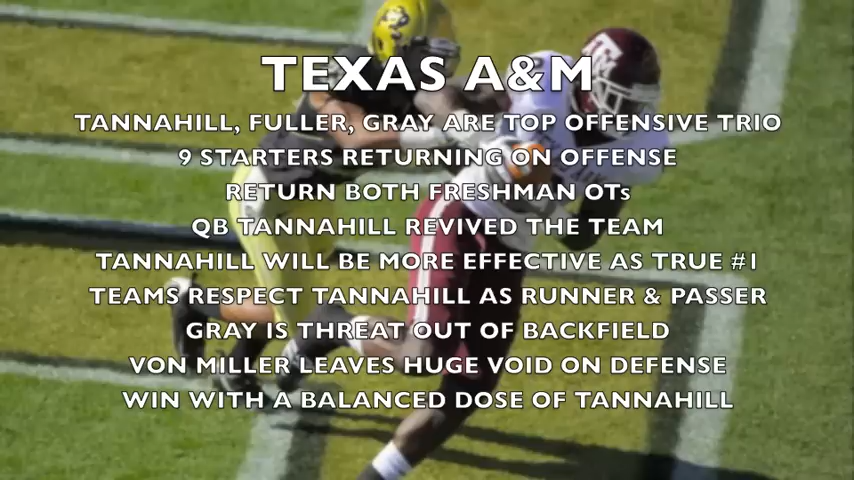 TEXAS A&M
TANNAHILL, FULLER, GRAY ARE TOP OFFENSIVE TRIO
9 STARTERS RETURNING ON OFFENSE
RETURN BOTH FRESHMAN OTs
QB TANNAHILL REVIVED THE TEAM
TANNAHILL WILL BE MORE EFFECTIVE AS TRUE #1
TEAMS RESPECT TANNAHILL AS RUNNER & PASSER
GRAY IS THREAT OUT OF BACKFIELD
VON MILLER LEAVES HUGE VOID ON DEFENSE
WIN WITH A BALANCED DOSE OF TANNAHILL